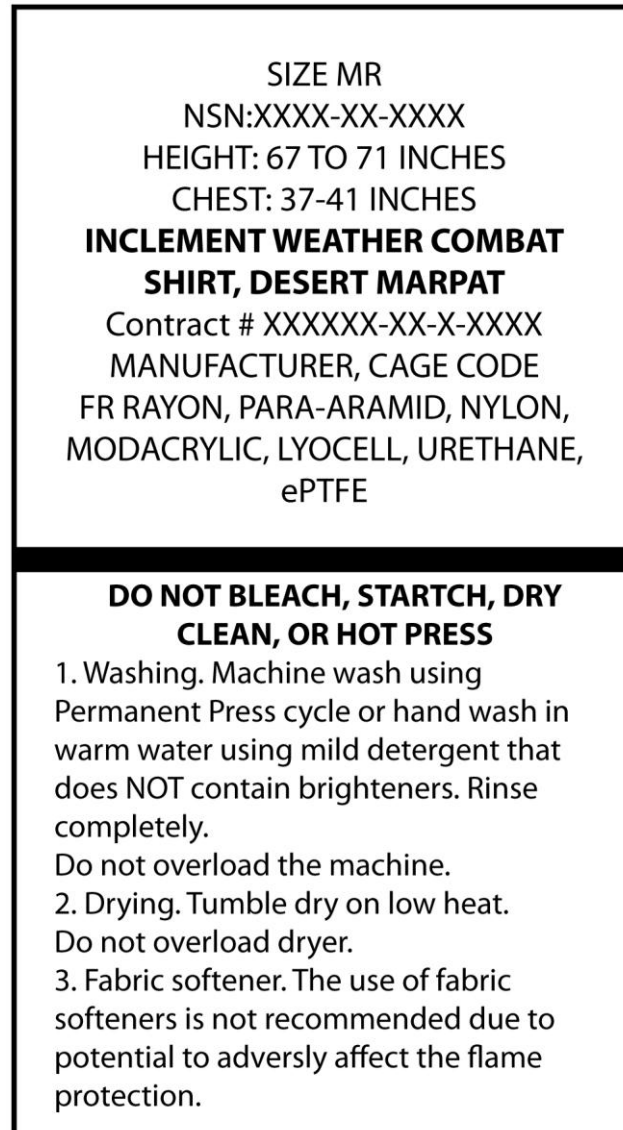 SIZE MR
NSN:XXXX-XX-XXXX
HEIGHT: 67 TO 71 INCHES
CHEST: 37-41 INCHES
INCLEMENT WEATHER COMBAT
SHIRT, DESERT MARPAT
Contract # XXXXXX-XX-X-XXXX
MANUFACTURER, CAGE CODE
FR RAYON, PARA-ARAMID, NYLON,
MODACRYLIC, LYOCELL, URETHANE,
ePTFE
DO NOT BLEACH, STARTCH, DRY
CLEAN, OR HOT PRESS
1. Washing. Machine wash using
Permanent Press cycle or hand wash in
warm water using mild detergent that
does NOT contain brighteners. Rinse
completely.
Do not overload the machine.
2. Drying. Tumble dry on low heat.
Do not overload dryer.
3. Fabric softener. The use of fabric
softeners is not recommended due to
potential to adversly affect the flame
protection.